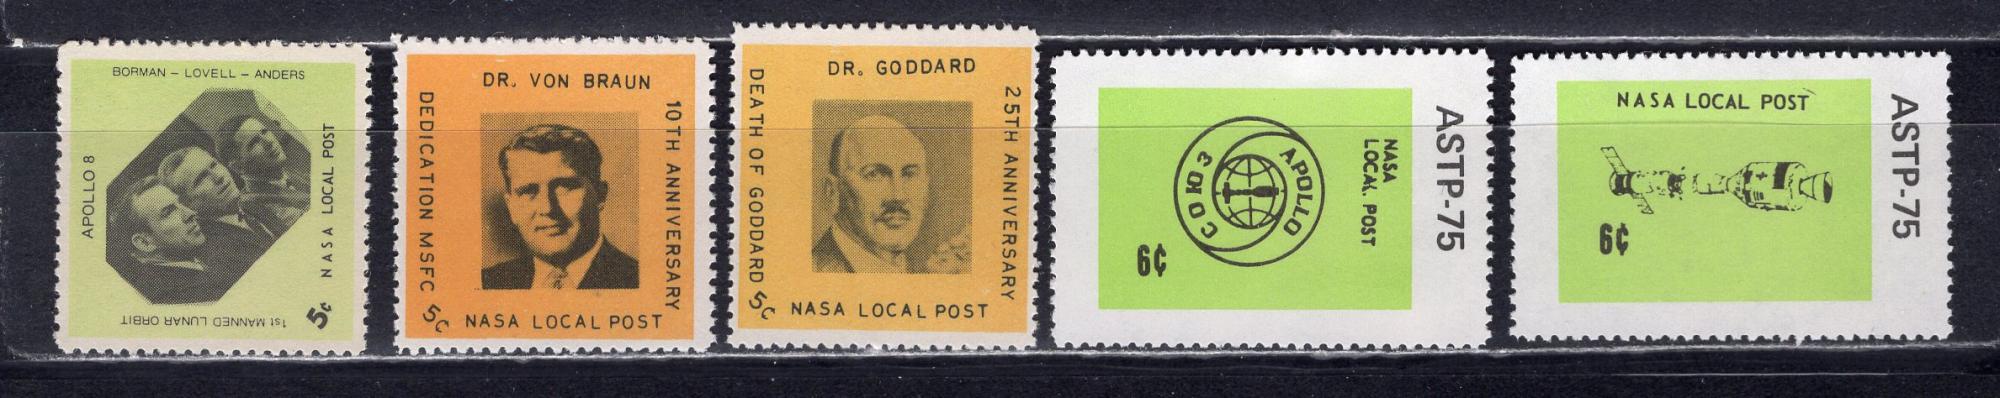 BORMAN – LOVELL – ANDERS
APOLLO 8
NASA LOCAL POST
1st MANNED LUNAR ORBIT
5¢
DR. VON BRAUN
DEDICATION MSFC
10TH ANNIVERSARY
5¢ NASA LOCAL POST
DR. GODDARD
DEATH OF GODDARD
25TH ANNIVERSARY
5¢ NASA LOCAL POST
APOLLO
СОЮЗ
NASA
LOCAL POST
6¢
ASTP-75
NASA LOCAL POST
6¢
ASTP-75